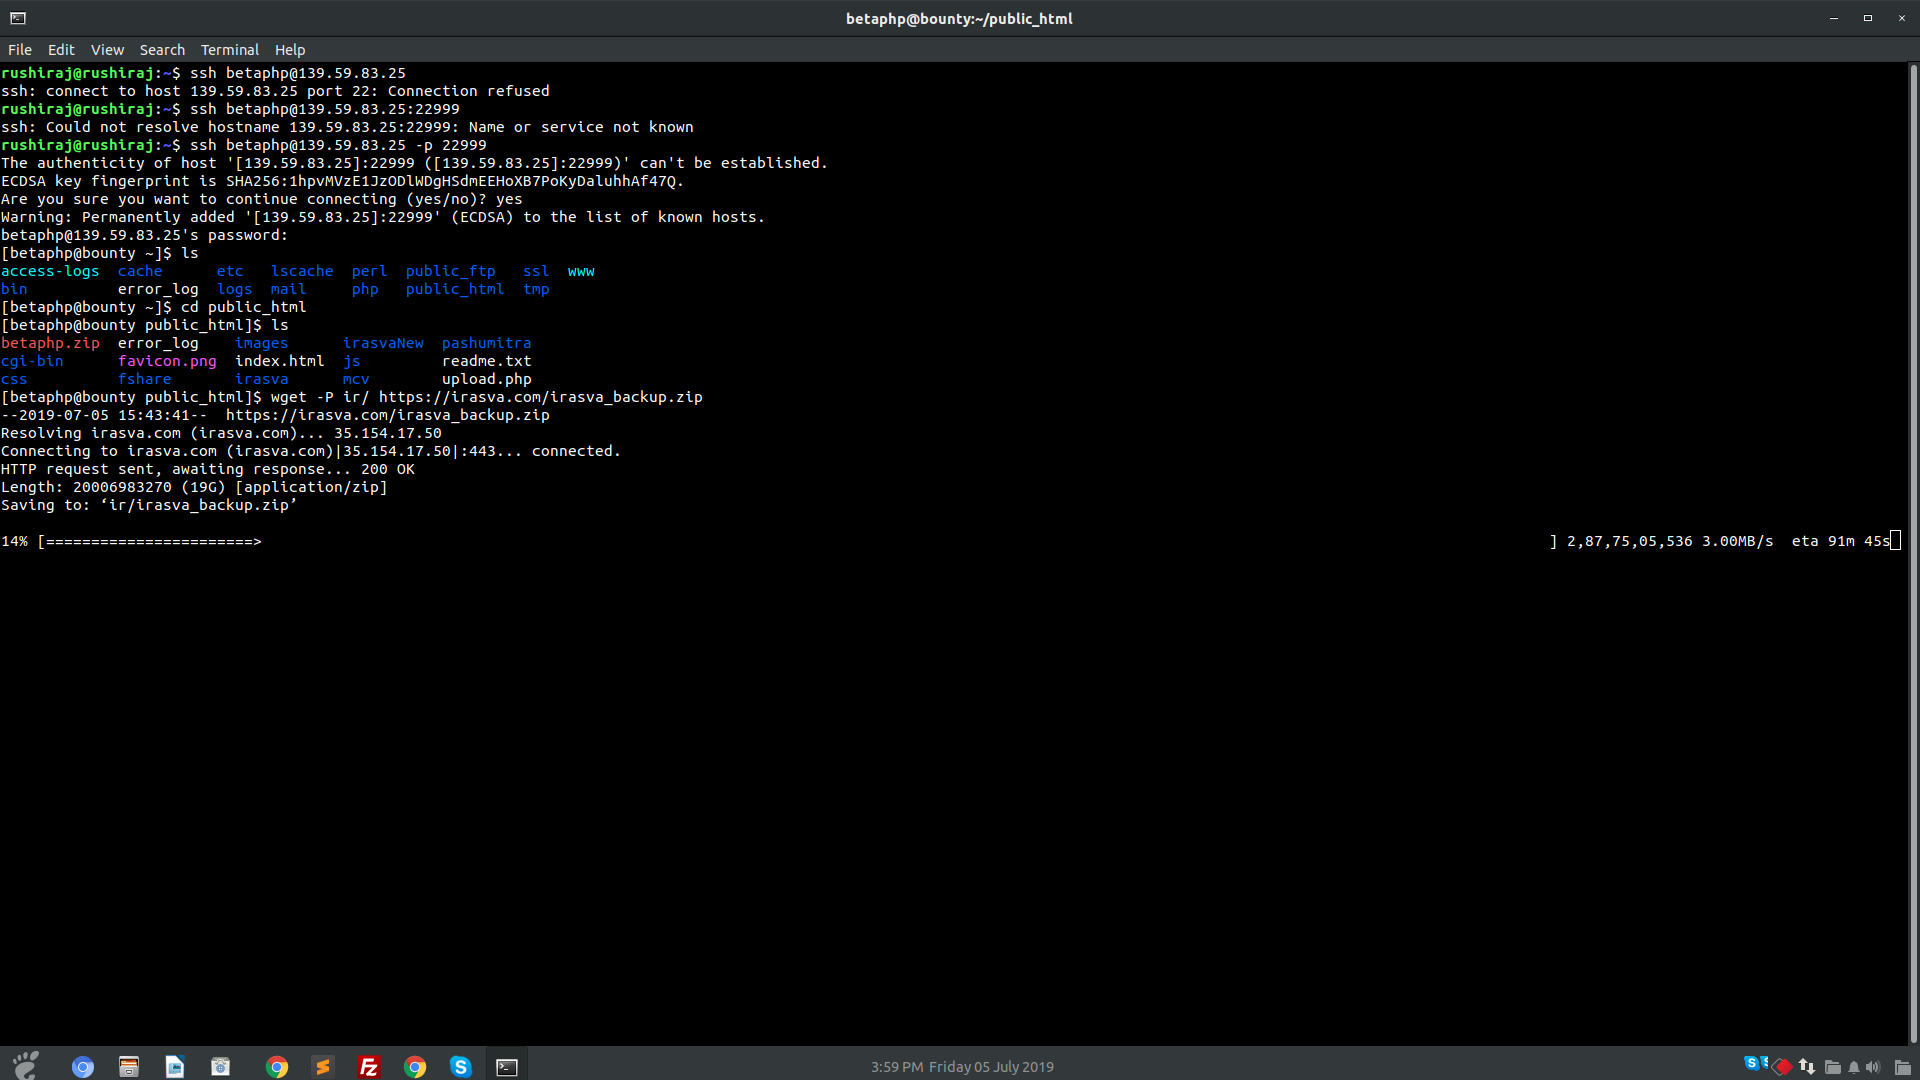 betaphp@bounty:~/public_html
File Edit View Search Terminal Help
rushiraj@rushiraj:~$ ssh betaphp@139.59.83.25
ssh: connect to host 139.59.83.25 port 22: Connection refused
rushiraj@rushiraj:~$ ssh betaphp@139.59.83.25:22999
ssh: Could not resolve hostname 139.59.83.25:22999: Name or service not known
rushiraj@rushiraj:~$ ssh betaphp@139.59.83.25 -p 22999
The authenticity of host '[139.59.83.25]:22999 ([139.59.83.25]:22999)' can't be established.
ECDSA key fingerprint is SHA256:1hpvMVzE1JzODlWDgHSdmEEHoXB7PoKyDaluhhAf47Q.
Are you sure you want to continue connecting (yes/no)? yes
Warning: Permanently added '[139.59.83.25]:22999' (ECDSA) to the list of known hosts.
betaphp@139.59.83.25's password:
[betaphp@bounty ~]$ ls
access-logs cache etc lscache perl public_ftp ssl www
bin error_log logs mail php public_html tmp
[betaphp@bounty ~]$ cd public_html
[betaphp@bounty public_html]$ ls
betaphp.zip error_log images irasvaNew pashumitra
cgi-bin favicon.png index.html js readme.txt
css fshare irasva mcv upload.php
[betaphp@bounty public_html]$ wget -P ir/ https://irasva.com/irasva_backup.zip
--2019-07-05 15:43:41-- https://irasva.com/irasva_backup.zip
Resolving irasva.com (irasva.com)... 35.154.17.50
Connecting to irasva.com (irasva.com)|35.154.17.50|:443... connected.
HTTP request sent, awaiting response... 200 OK
Length: 20006983270 (19G) [application/zip]
Saving to: ‘ir/irasva_backup.zip’
14% [=======================> ] 2,87,75,05,536 3.00MB/s eta 91m 45s
3:59 PM Friday 05 July 2019